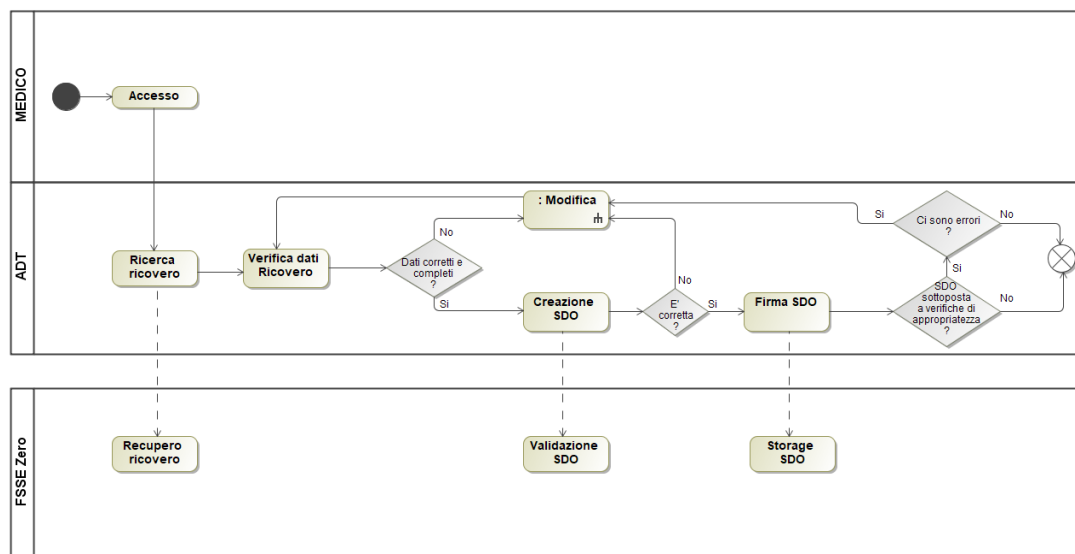 MEDICO
Accesso
ADT
: Modifica
Si
Ci sono errori
?
No
No
Ricerca
ricovero
Verifica dati
Ricovero
Dati corretti e
completi
?
Si
No
Si
Creazione
SDO
E'
corretta
?
Si
Firma SDO
SDO
sottoposta
a verifiche di
appropriatezza
?
No
FSSE Zero
Recupero
ricovero
Validazione
SDO
Storage
SDO